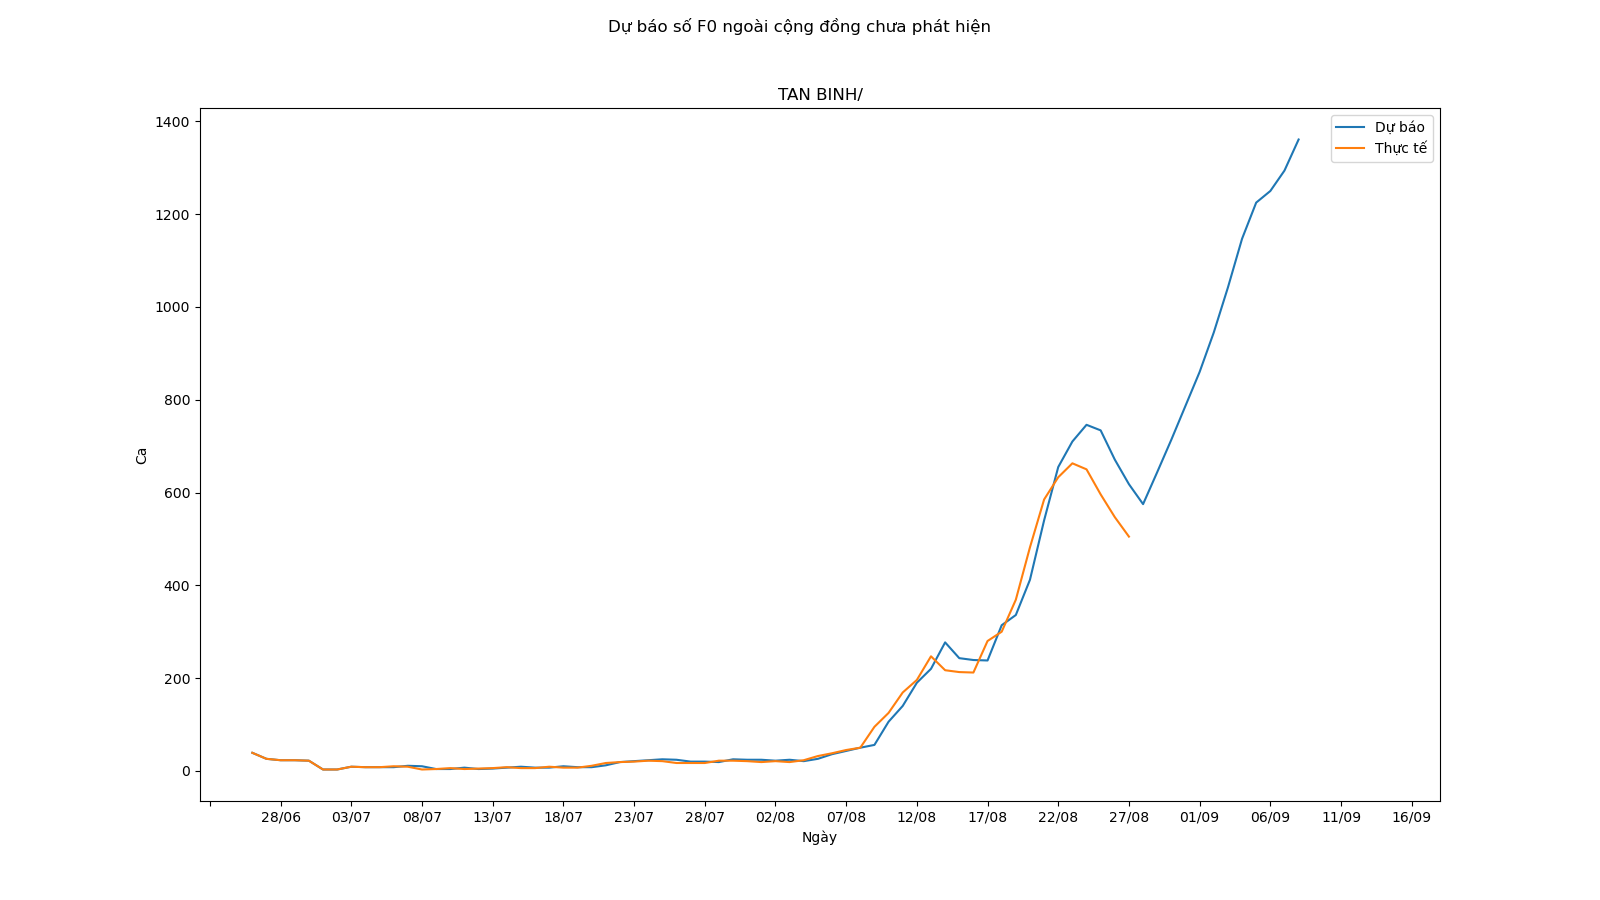 Dự báo số F0 ngoài cộng đồng chưa phát hiện
TAN BINH/
Dự báo
Thực tế
1400
1200
1000
800
600
400
200
0
Ca
28/06 03/07 08/07 13/07 18/07 23/07 28/07 02/08 07/08 12/08 17/08 22/08 27/08 01/09 06/09 11/09 16/09
Ngày